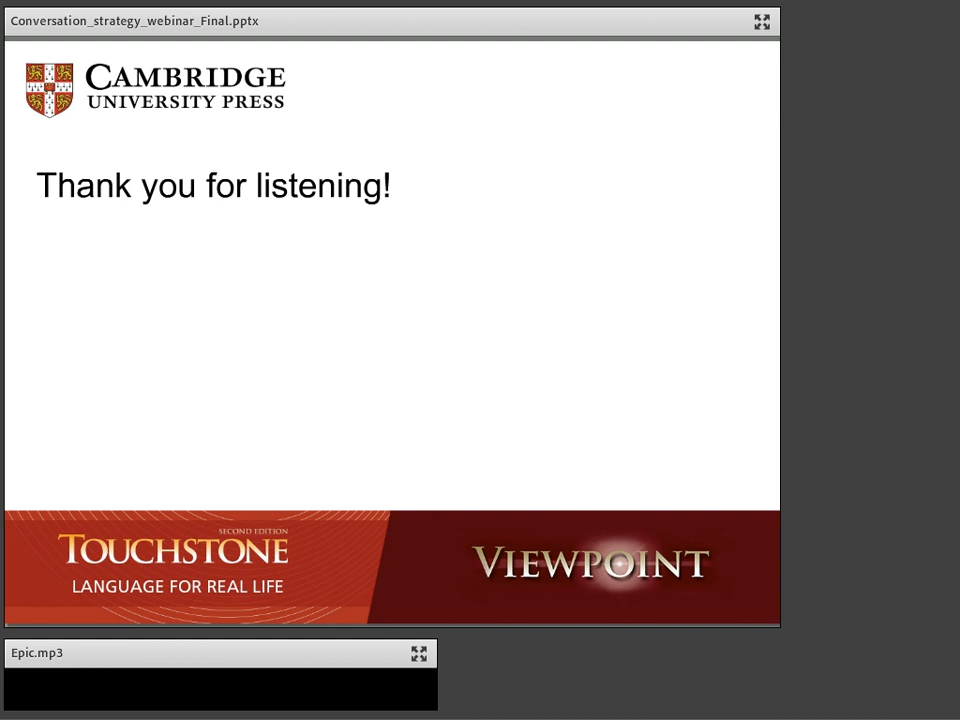 Conversation_strategy_webinar_Final.pptx
CAMBRIDGE
UNIVERSITY PRESS
Thank you for listening!
SECOND EDITION
TOUCHSTONE
LANGUAGE FOR REAL LIFE
VIEWPOINT
Epic.mp3